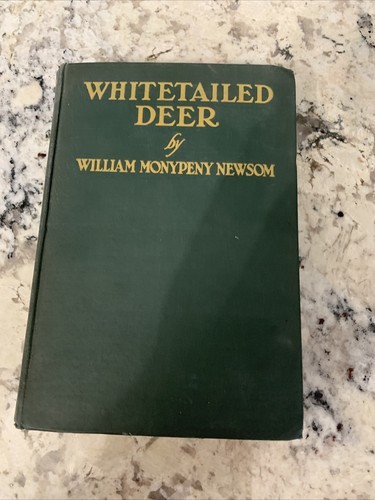 WHITETAILED
DEER
by
WILLIAM MONYPENY NEWSOM